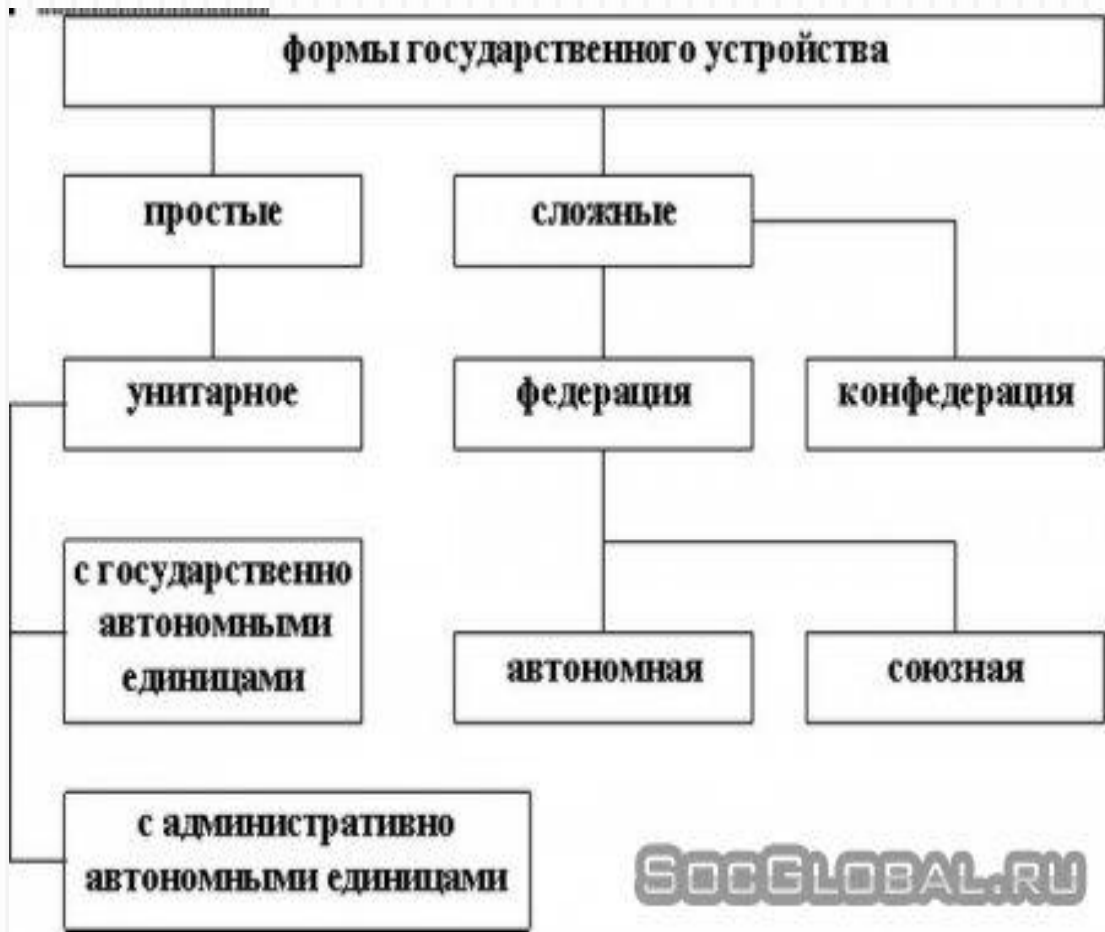 формы государственного устройства
простые
сложные
унитарное
федерация
конфедерация
с государственно
автономными
единицами
автономная
союзная
с административно
автономными единицами
SocGlobal.ru